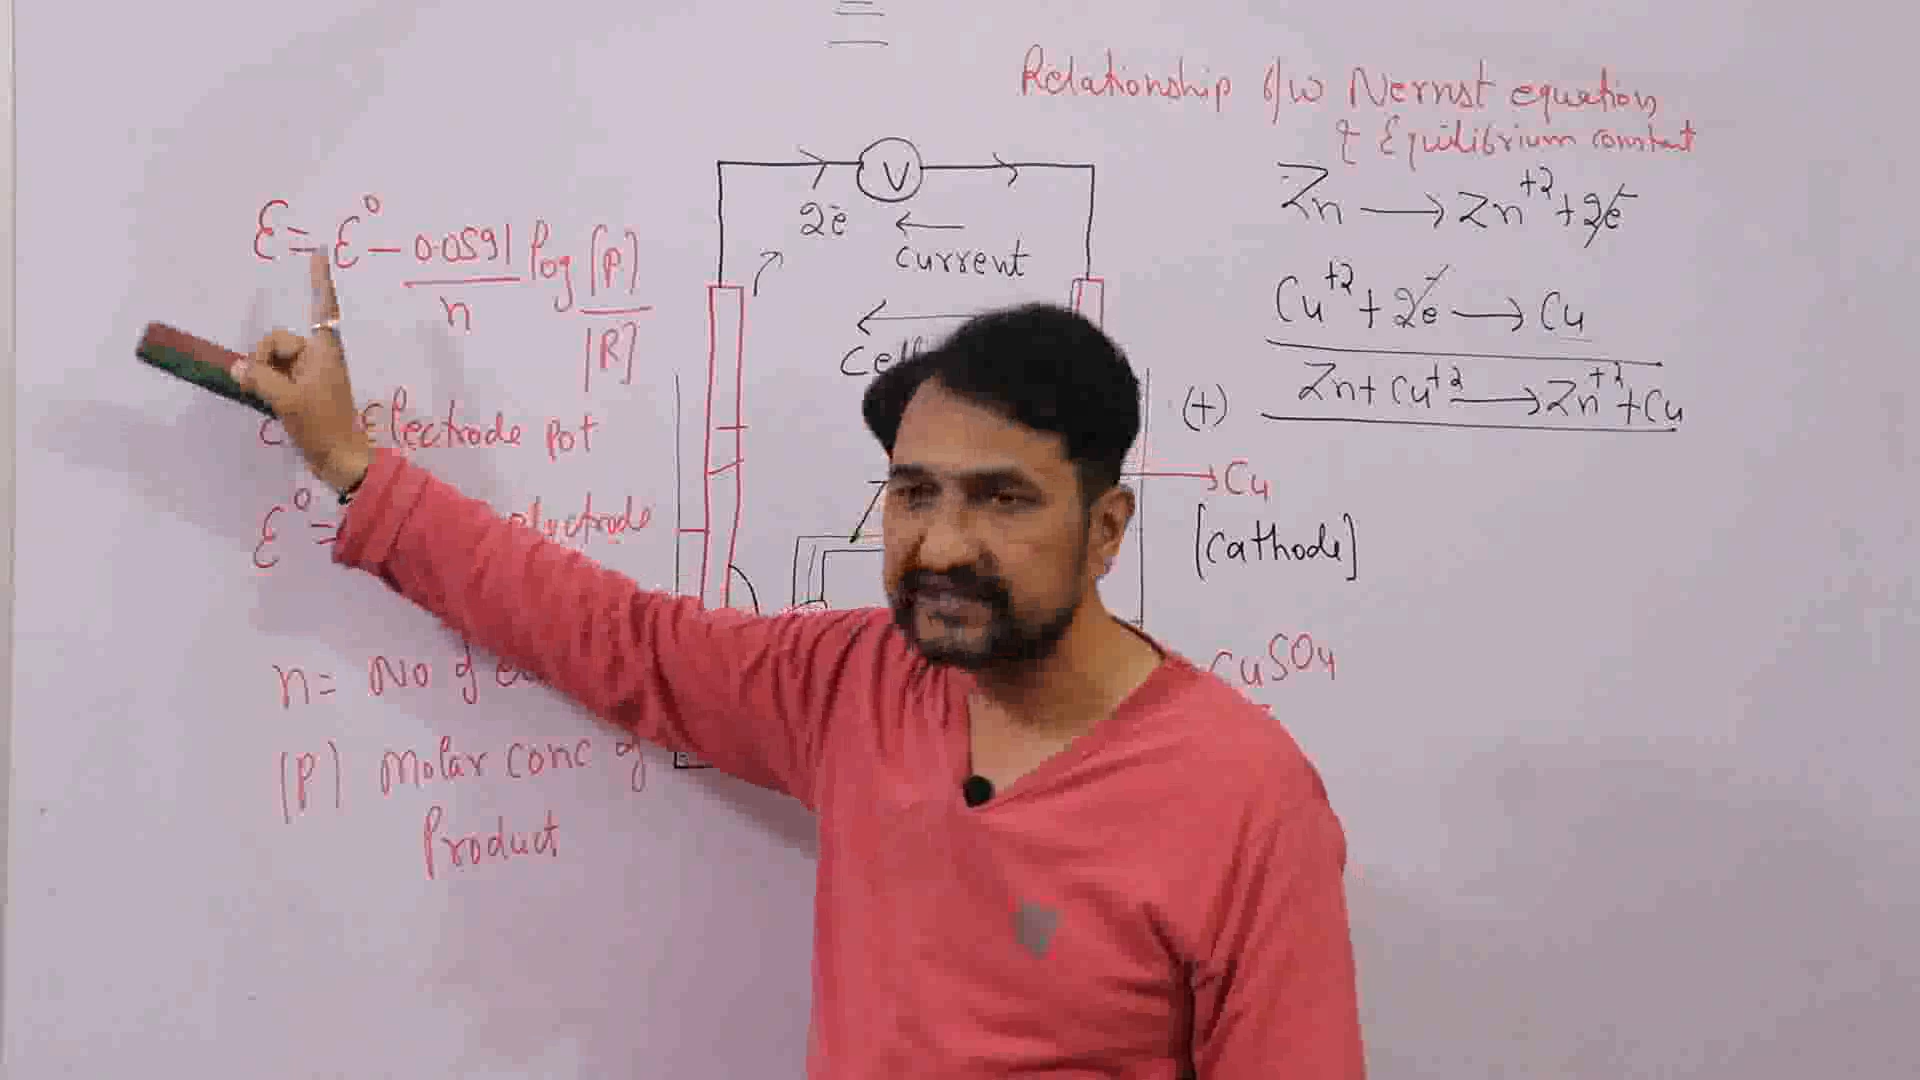 Relationship b/w Nernst equation
& Equilibrium constant
E = E° - 0.0591/n log [P]/[R]
Electrode pot
E° =
electrode
n = No of
[P] Molar conc of
Product
V
2e̅
current
Cell
(+)
Cu
[Cathode]
CuSO4
Zn → Zn+2 + 2e̅
Cu+2 + 2e̅ → Cu
Zn + Cu+2 → Zn+2 + Cu